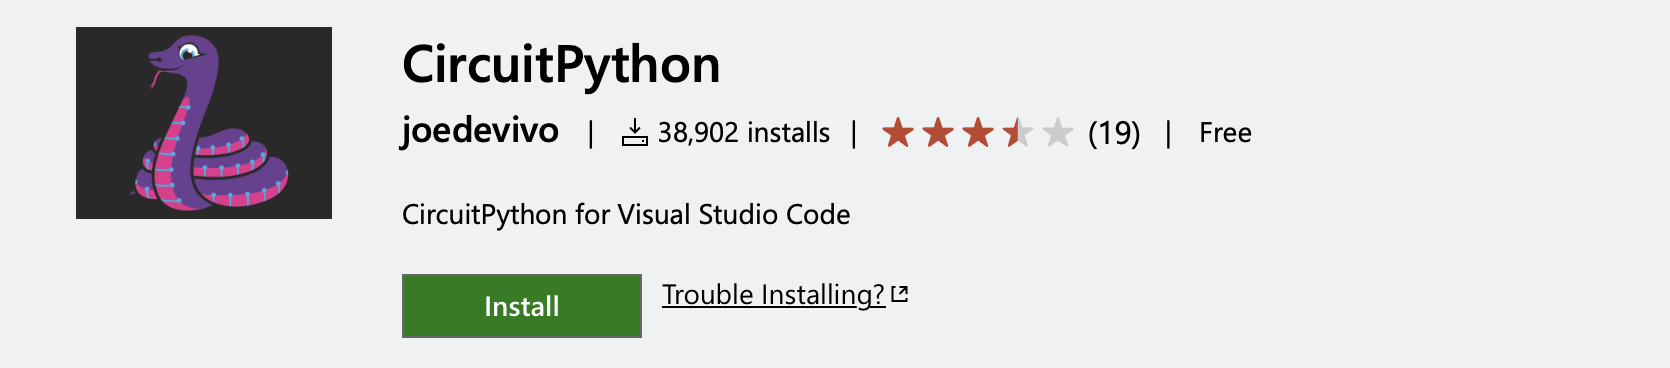 CircuitPython
joedevivo | 38,902 installs | (19) | Free
CircuitPython for Visual Studio Code
Install Trouble Installing?